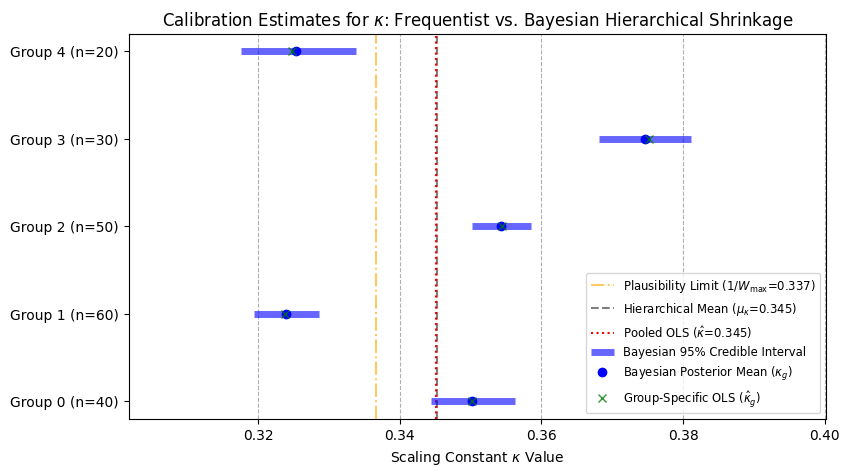 Calibration Estimates for κ: Frequentist vs. Bayesian Hierarchical Shrinkage
Group 4 (n=20)
Group 3 (n=30)
Group 2 (n=50)
Group 1 (n=60)
Group 0 (n=40)
Plausibility Limit (1/W_max=0.337)
Hierarchical Mean (μ_κ=0.345)
Pooled OLS (κ̂=0.345)
Bayesian 95% Credible Interval
Bayesian Posterior Mean (κ_g)
Group-Specific OLS (κ̂_g)
0.32 0.34 0.36 0.38 0.40
Scaling Constant κ Value